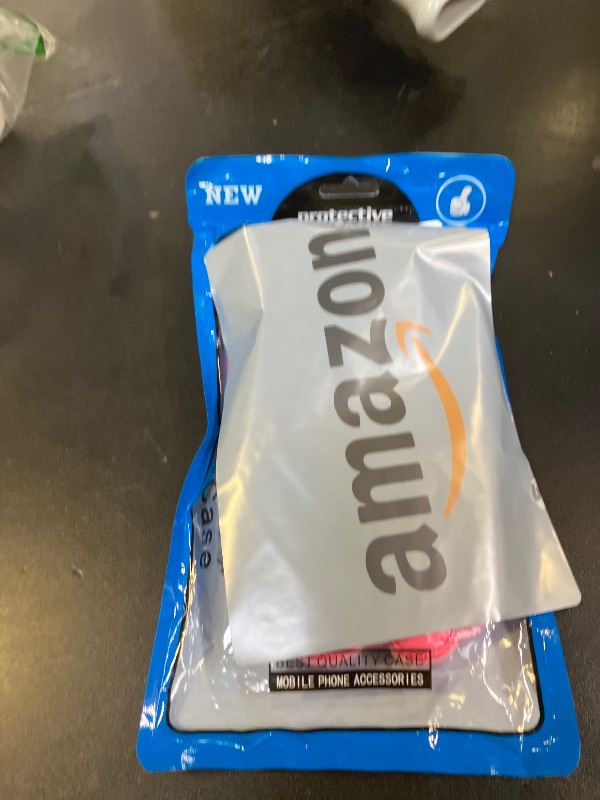 NEW
protective
amazon
Case
BEST QUALITY CASE
MOBILE PHONE ACCESSORIES